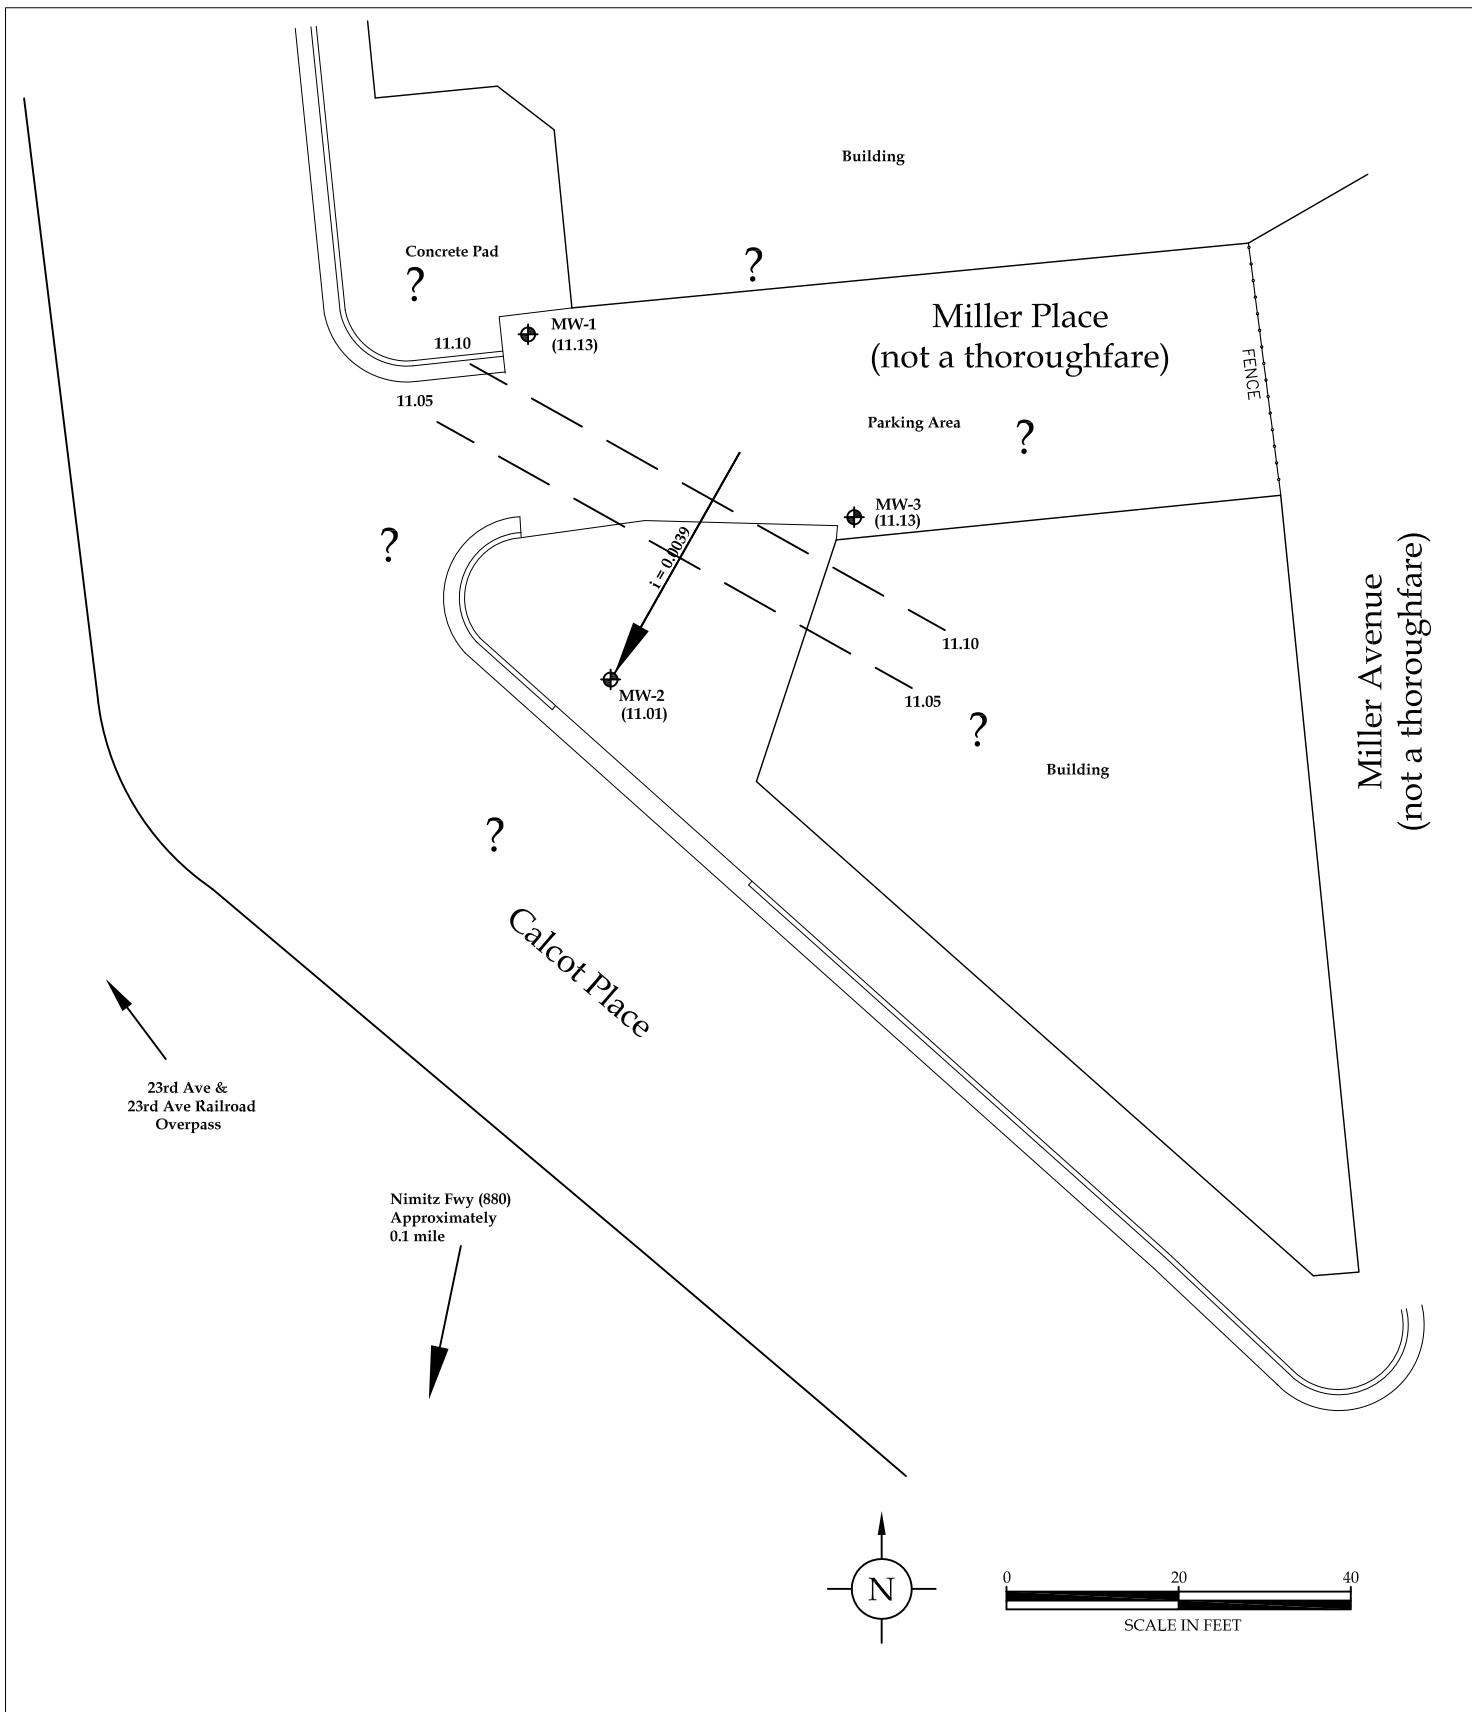 Building
Concrete Pad
?
?
MW-1
(11.13)
11.10
11.05
Miller Place
(not a thoroughfare)
FENCE
Parking Area
?
MW-3
(11.13)
?
i = 0.0039
MW-2
(11.01)
11.10
11.05
?
Building
Miller Avenue
(not a thoroughfare)
?
Calcot Place
23rd Ave &
23rd Ave Railroad
Overpass
Nimitz Fwy (880)
Approximately
0.1 mile
N
0 20 40
SCALE IN FEET